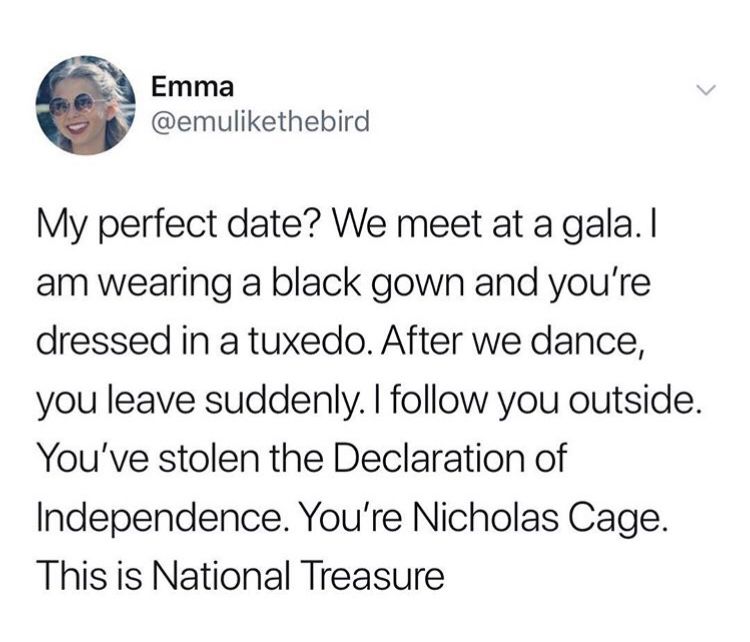 Emma
@emulikethebird
My perfect date? We meet at a gala. I
am wearing a black gown and you're
dressed in a tuxedo. After we dance,
you leave suddenly. I follow you outside.
You've stolen the Declaration of
Independence. You're Nicholas Cage.
This is National Treasure